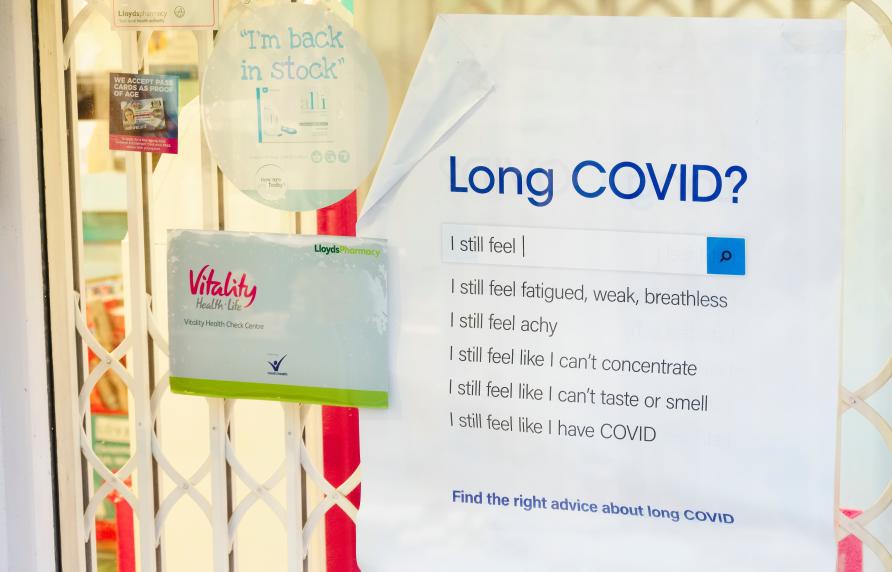 LloydsPharmacy
WE ACCEPT PASS
CARDS AS PROOF
OF AGE
“I’m back
in stock”
alli
LloydsPharmacy
Vitality
Health·Life
Vitality Health Check Centre
Long COVID?
I still feel
I still feel fatigued, weak, breathless
I still feel achy
I still feel like I can’t concentrate
I still feel like I can’t taste or smell
I still feel like I have COVID
Find the right advice about long COVID